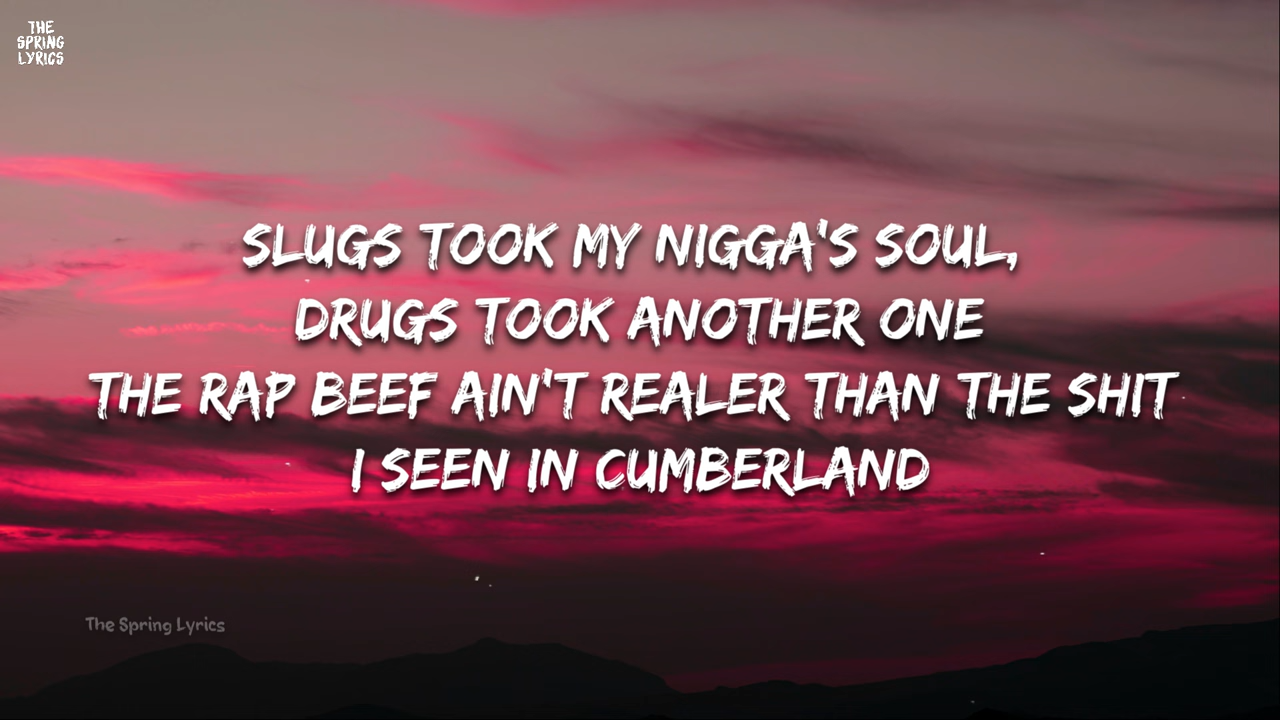 THE
SPRING
LYRICS
SLUGS TOOK MY NIGGA'S SOUL,
DRUGS TOOK ANOTHER ONE
THE RAP BEEF AIN'T REALER THAN THE SHIT
I SEEN IN CUMBERLAND
The Spring Lyrics